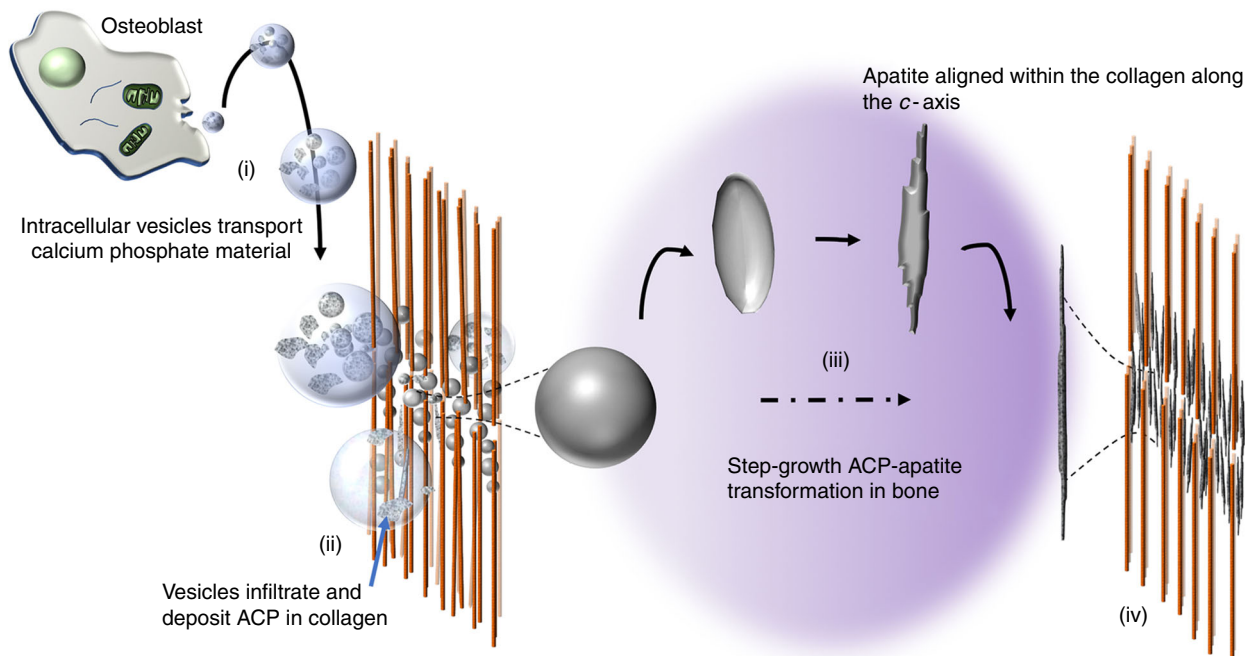 Osteoblast
(i)
Intracellular vesicles transport
calcium phosphate material
(ii)
Vesicles infiltrate and
deposit ACP in collagen
Apatite aligned within the collagen along
the c-axis
(iii)
Step-growth ACP-apatite
transformation in bone
(iv)